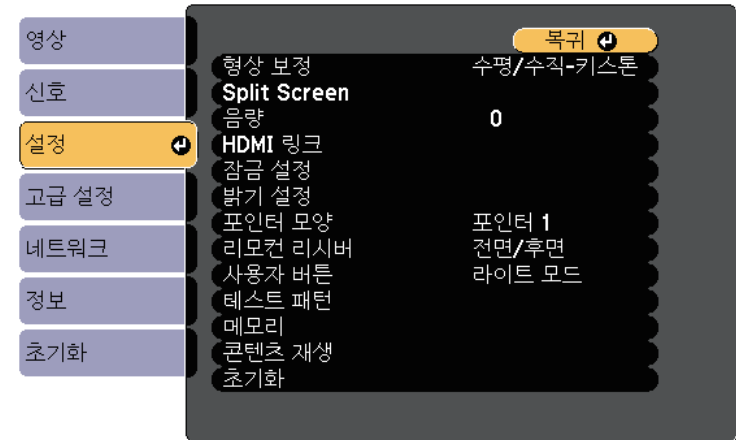 영상
신호
설정
고급 설정
네트워크
정보
초기화
복귀
형상 보정 수평/수직-키스톤
Split Screen
음량 0
HDMI 링크
잠금 설정
밝기 설정
포인터 모양 포인터 1
리모컨 리시버 전면/후면
사용자 버튼 라이트 모드
테스트 패턴
메모리
콘텐츠 재생
초기화